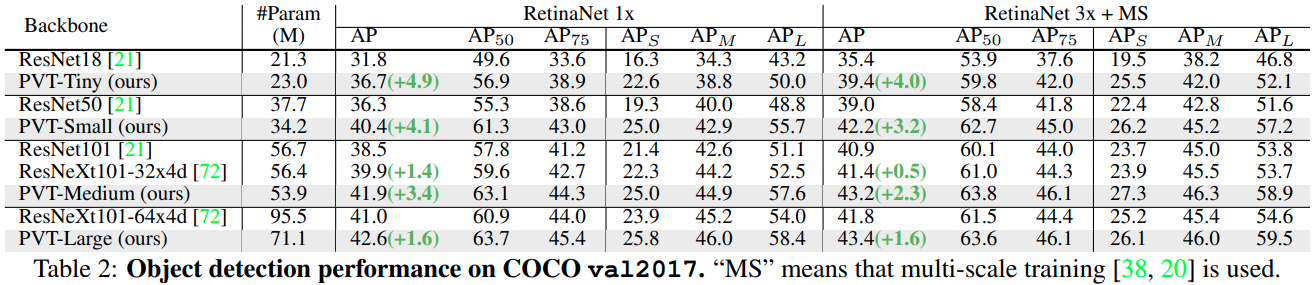 Backbone #Param (M) RetinaNet 1x RetinaNet 3x + MS
AP AP50 AP75 APS APM APL AP AP50 AP75 APS APM APL
ResNet18 [21] 21.3 31.8 49.6 33.6 16.3 34.3 43.2 35.4 53.9 37.6 19.5 38.2 46.8
PVT-Tiny (ours) 23.0 36.7(+4.9) 56.9 38.9 22.6 38.8 50.0 39.4(+4.0) 59.8 42.0 25.5 42.0 52.1
ResNet50 [21] 37.7 36.3 55.3 38.6 19.3 40.0 48.8 39.0 58.4 41.8 22.4 42.8 51.6
PVT-Small (ours) 34.2 40.4(+4.1) 61.3 43.0 25.0 42.9 55.7 42.2(+3.2) 62.7 45.0 26.2 45.2 57.2
ResNet101 [21] 56.7 38.5 57.8 41.2 21.4 42.6 51.1 40.9 60.1 44.0 23.7 45.0 53.8
ResNeXt101-32x4d [72] 56.4 39.9(+1.4) 59.6 42.7 22.3 44.2 52.5 41.4(+0.5) 61.0 44.3 23.9 45.5 53.7
PVT-Medium (ours) 53.9 41.9(+3.4) 63.1 44.3 25.0 44.9 57.6 43.2(+2.3) 63.8 46.1 27.3 46.3 58.9
ResNeXt101-64x4d [72] 95.5 41.0 60.9 44.0 23.9 45.2 54.0 41.8 61.5 44.4 25.2 45.4 54.6
PVT-Large (ours) 71.1 42.6(+1.6) 63.7 45.4 25.8 46.0 58.4 43.4(+1.6) 63.6 46.1 26.1 46.0 59.5
Table 2: Object detection performance on COCO val2017. “MS” means that multi-scale training [38, 20] is used.